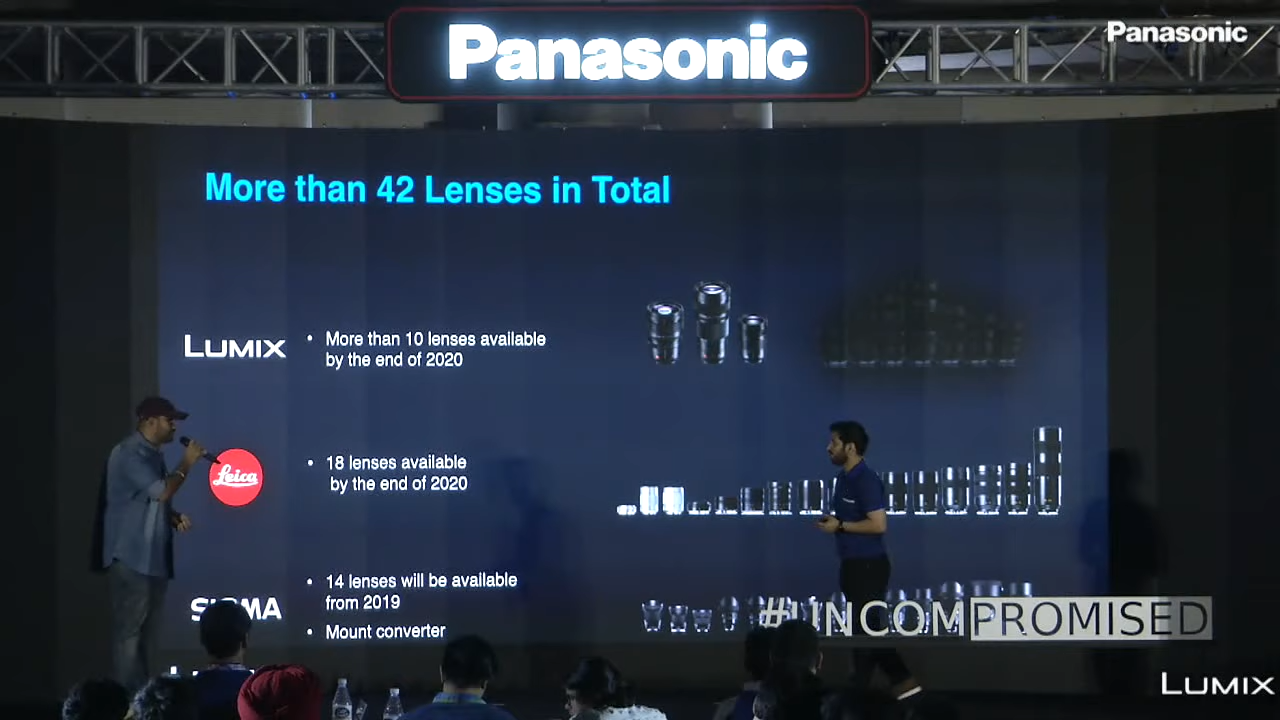 Panasonic
Panasonic
More than 42 Lenses in Total
LUMIX
• More than 10 lenses available
by the end of 2020
Leica
• 18 lenses available
by the end of 2020
SIGMA
• 14 lenses will be available
from 2019
• Mount converter
#UNCOMPROMISED
LUMIX